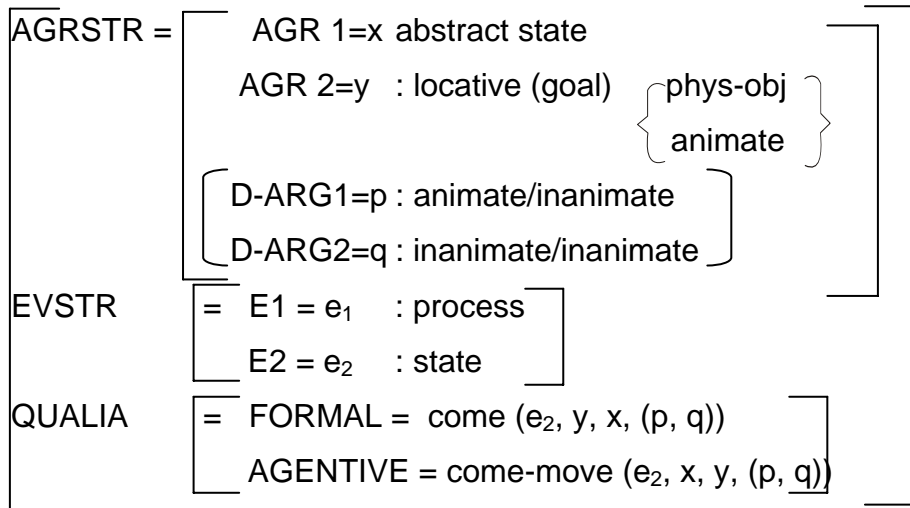 AGRSTR = AGR 1=x abstract state
AGR 2=y : locative (goal) phys-obj
animate
D-ARG1=p : animate/inanimate
D-ARG2=q : inanimate/inanimate
EVSTR = E1 = e₁ : process
E2 = e₂ : state
QUALIA = FORMAL = come (e₂, y, x, (p, q))
AGENTIVE = come-move (e₂, x, y, (p, q))